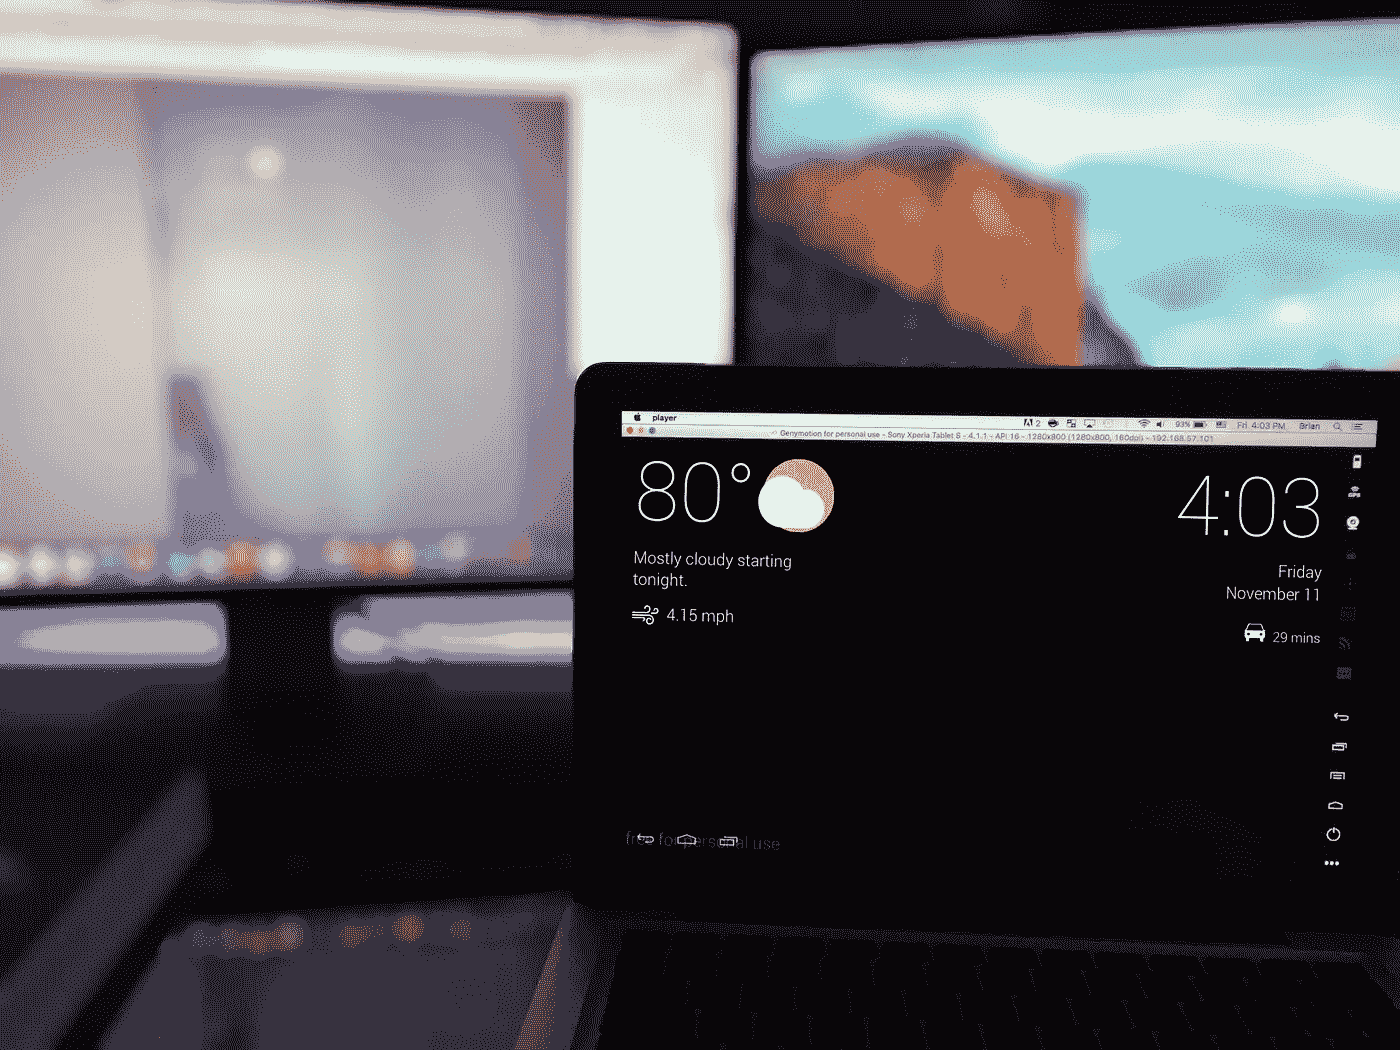 player
2
93%
Fri 4:03 PM
Brian
Genymotion for personal use - Sony Xperia Tablet S - 4.1.1 - API 16 - 1280x800 (1280x800, 160dpi) - 192.168.57.101
80°
4:03
GPS
Mostly cloudy starting
tonight.
Friday
November 11
4.15 mph
29 mins
free for personal use